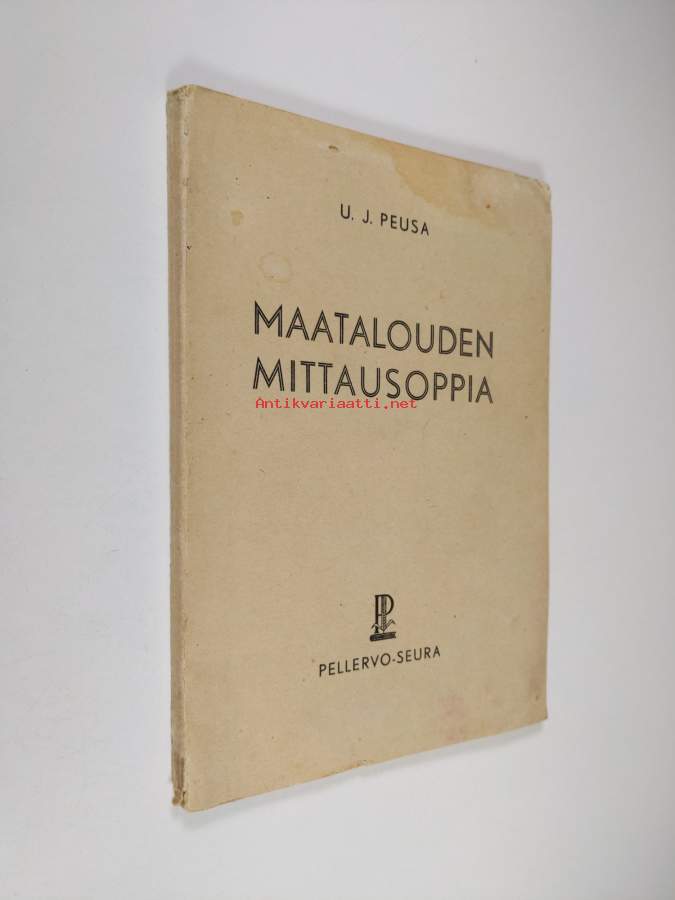 U. J. PEUSA
MAATALOUDEN
MITTAUSOPPIA
Antikvariaatti.net
PELLERVO-SEURA